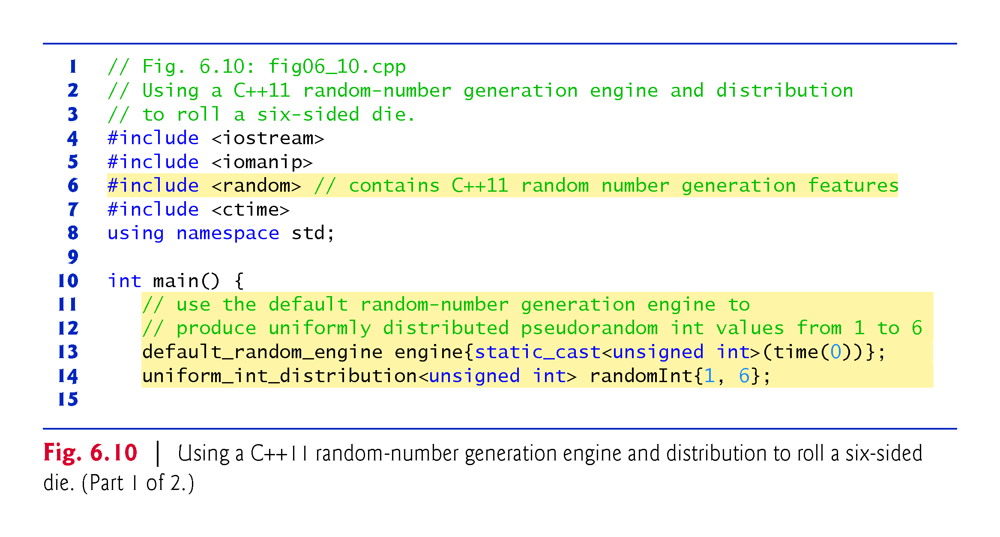 1 // Fig. 6.10: fig06_10.cpp
2 // Using a C++11 random-number generation engine and distribution
3 // to roll a six-sided die.
4 #include <iostream>
5 #include <iomanip>
6 #include <random> // contains C++11 random number generation features
7 #include <ctime>
8 using namespace std;
9
10 int main() {
11 // use the default random-number generation engine to
12 // produce uniformly distributed pseudorandom int values from 1 to 6
13 default_random_engine engine{static_cast<unsigned int>(time(0))};
14 uniform_int_distribution<unsigned int> randomInt{1, 6};
15
Fig. 6.10 | Using a C++11 random-number generation engine and distribution to roll a six-sided
die. (Part 1 of 2.)